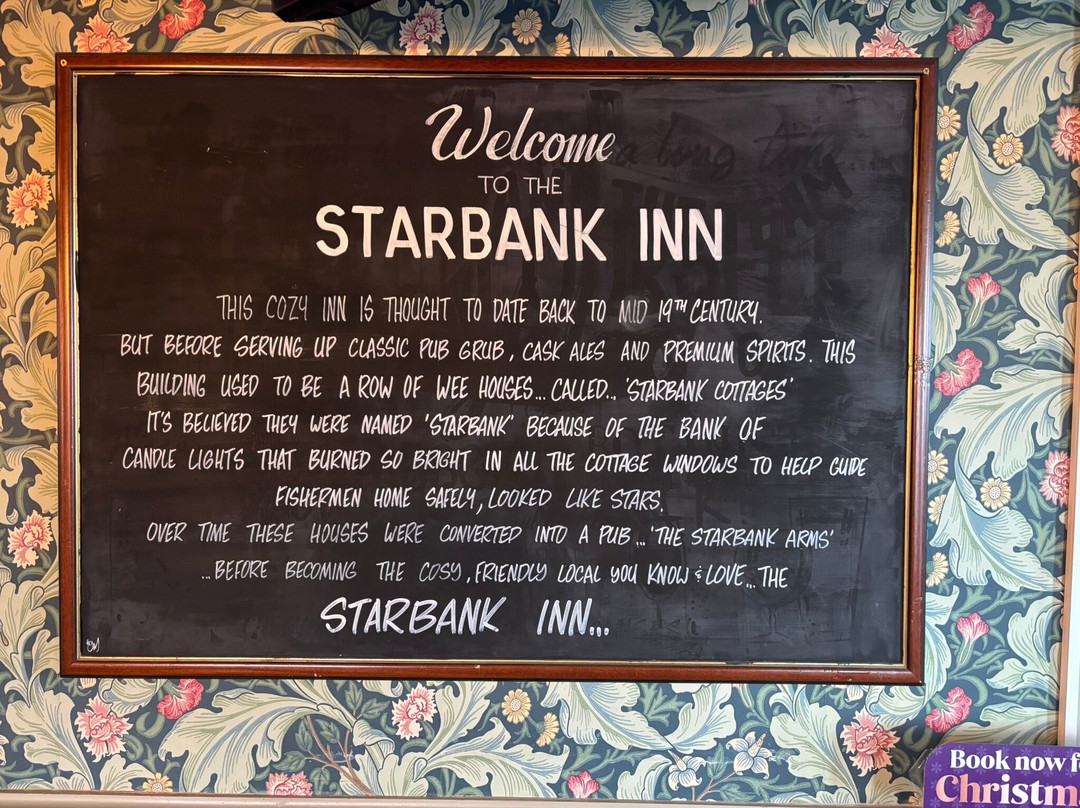 Welcome
TO THE
STARBANK INN
THIS COZY INN IS THOUGHT TO DATE BACK TO MID 19TH CENTURY.
BUT BEFORE SERVING UP CLASSIC PUB GRUB, CASK ALES AND PREMIUM SPIRITS. THIS
BUILDING USED TO BE A ROW OF WEE HOUSES... CALLED... 'STARBANK COTTAGES'
IT'S BELIEVED THEY WERE NAMED 'STARBANK' BECAUSE OF THE BANK OF
CANDLE LIGHTS THAT BURNED SO BRIGHT IN ALL THE COTTAGE WINDOWS TO HELP GUIDE
FISHERMEN HOME SAFELY, LOOKED LIKE STARS.
OVER TIME THESE HOUSES WERE CONVERTED INTO A PUB... 'THE STARBANK ARMS'
...BEFORE BECOMING THE COSY, FRIENDLY LOCAL YOU KNOW & LOVE... THE
STARBANK INN...
Book now f
Christm